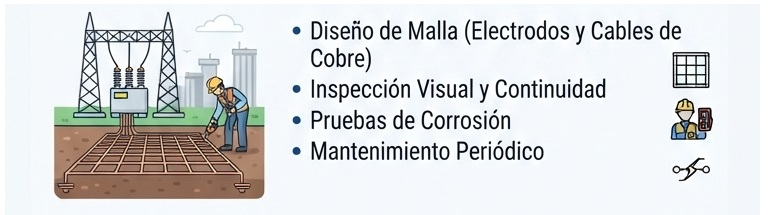 • Diseño de Malla (Electrodos y Cables de
Cobre)
• Inspección Visual y Continuidad
• Pruebas de Corrosión
• Mantenimiento Periódico